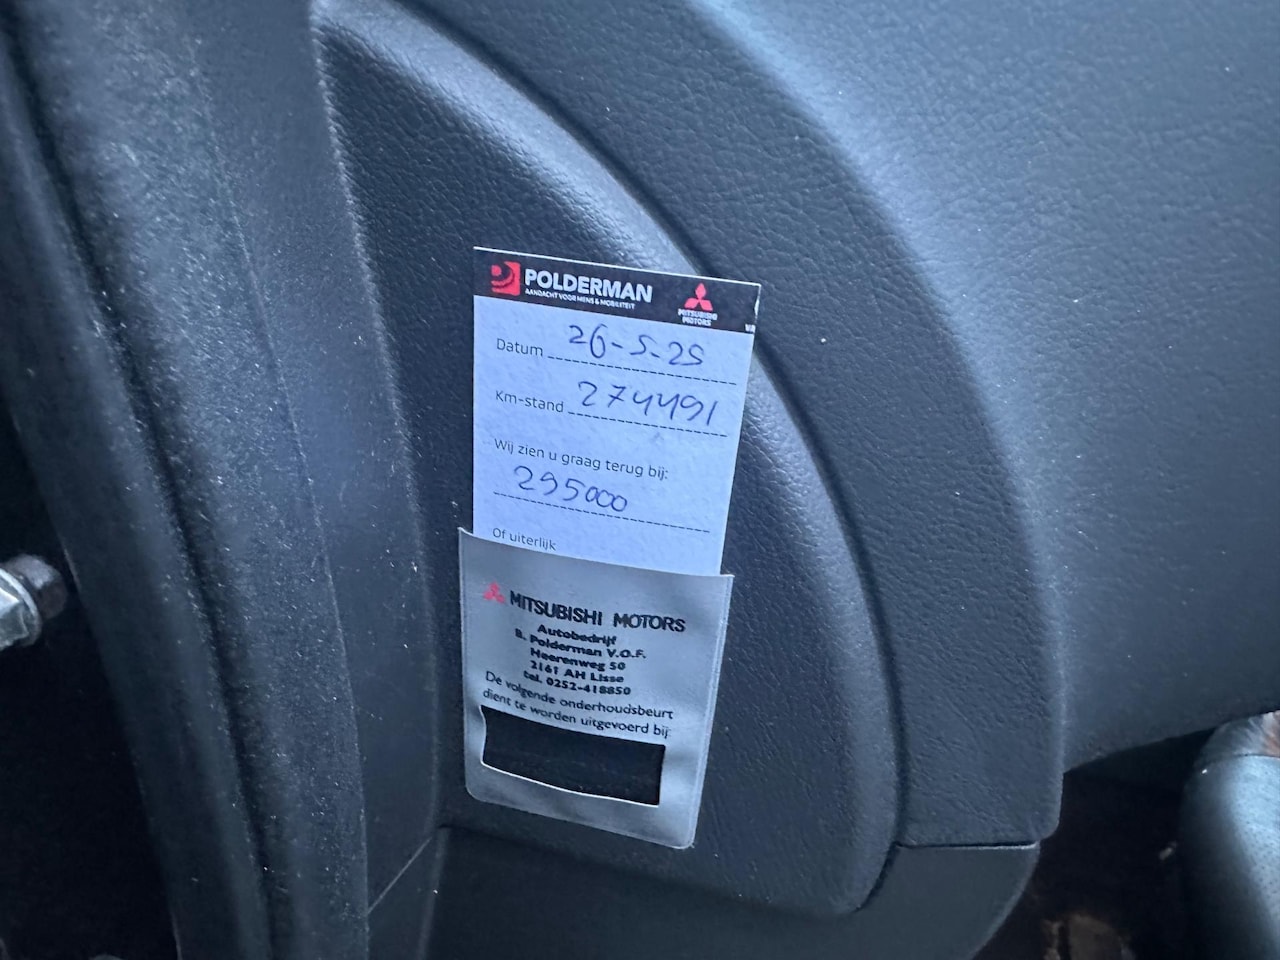 POLDERMAN
AANDACHT VOOR MENS & MOBILITEIT
MITSUBISHI
MOTORS
Datum 26-5-25
Km-stand 274491
Wij zien u graag terug bij:
295000
Of uiterlijk
MITSUBISHI MOTORS
Autobedrijf
B. Polderman V.O.F.
Heerenweg 50
2161 AH Lisse
tel. 0252-418850
De volgende onderhoudsbeurt
dient te worden uitgevoerd bij